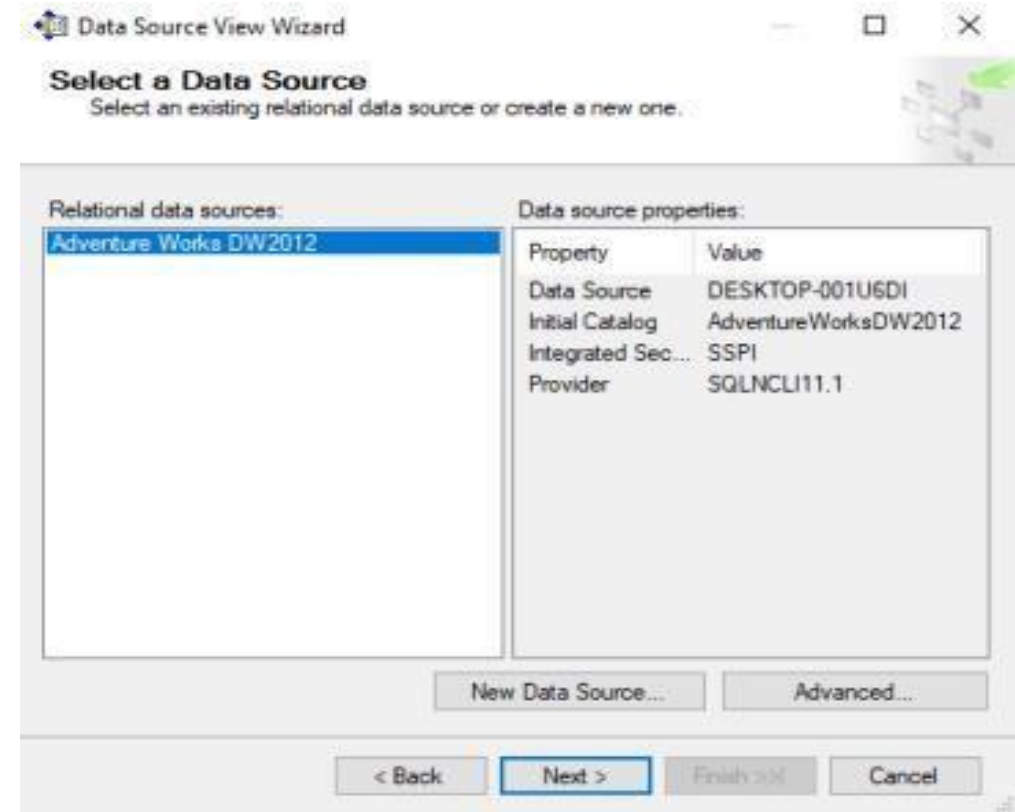 Data Source View Wizard
Select a Data Source
Select an existing relational data source or create a new one.
Relational data sources:
Adventure Works DW2012
Data source properties:
Property Value
Data Source DESKTOP-001U6DI
Initial Catalog AdventureWorksDW2012
Integrated Sec... SSPI
Provider SQLNCLI11.1
New Data Source... Advanced...
< Back Next > Finish >>| Cancel